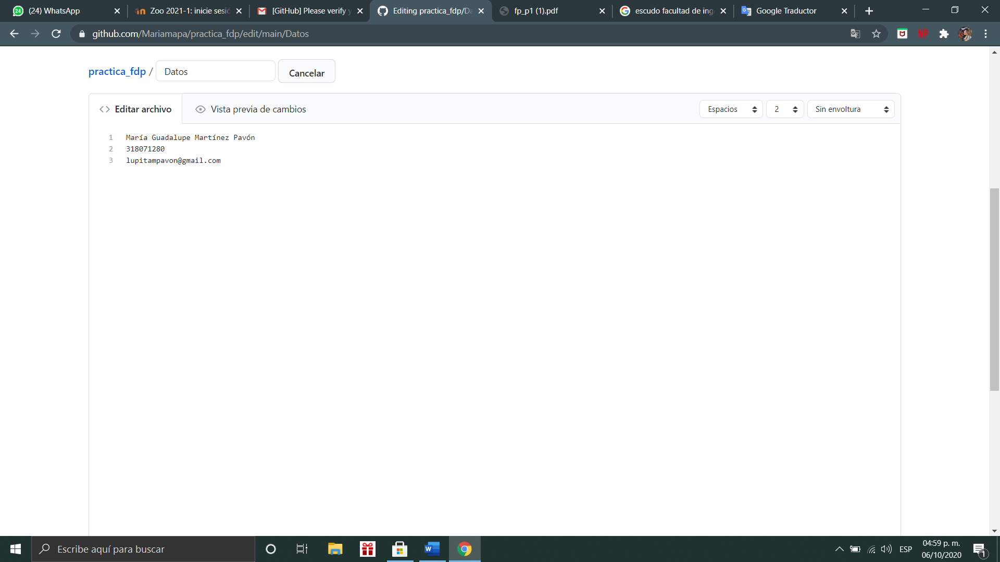 (24) WhatsApp
Zoo 2021-1: inicie sesió
[GitHub] Please verify y
Editing practica_fdp/Da
fp_p1 (1).pdf
escudo facultad de ing
Google Traductor
github.com/Mariamapa/practica_fdp/edit/main/Datos
NP
practica_fdp / Datos Cancelar
Editar archivo Vista previa de cambios Espacios 2 Sin envoltura
1 María Guadalupe Martínez Pavón
2 318071280
3 lupitampavon@gmail.com
Escribe aquí para buscar
ESP
04:59 p. m.
06/10/2020
1